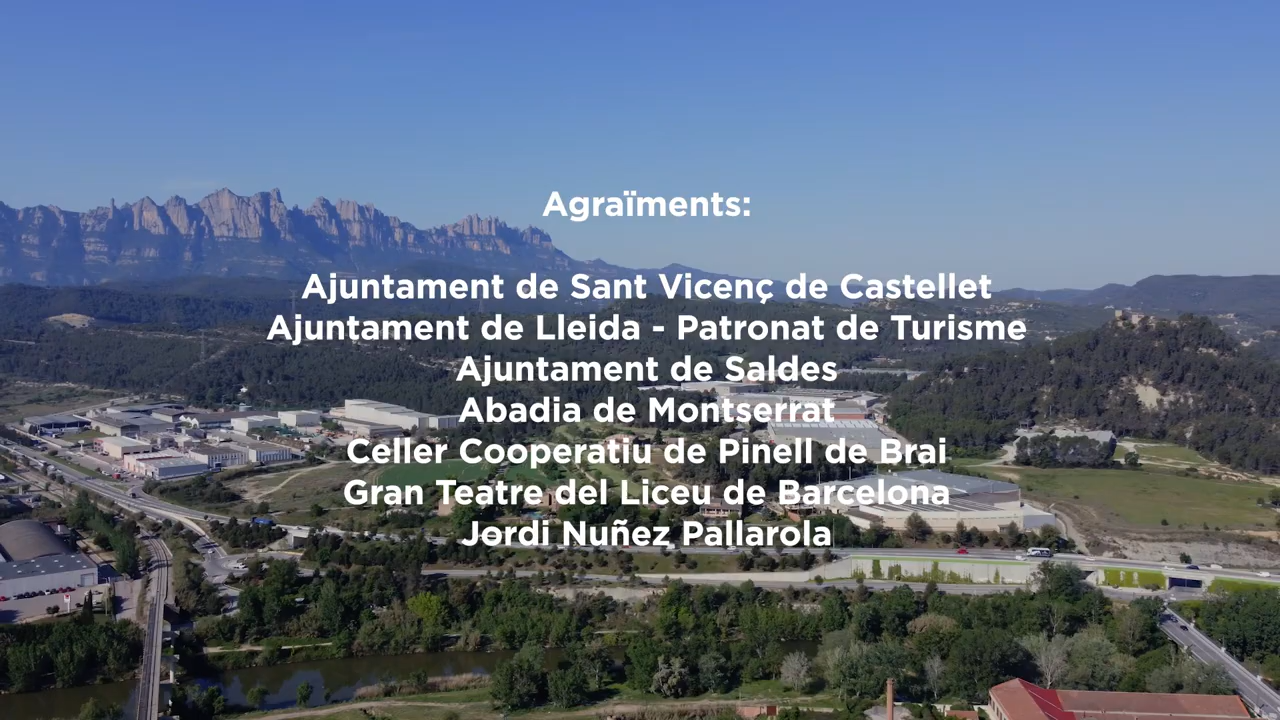 Agraïments:
Ajuntament de Sant Vicenç de Castellet
Ajuntament de Lleida - Patronat de Turisme
Ajuntament de Saldes
Abadia de Montserrat
Celler Cooperatiu de Pinell de Brai
Gran Teatre del Liceu de Barcelona
Jordi Nuñez Pallarola